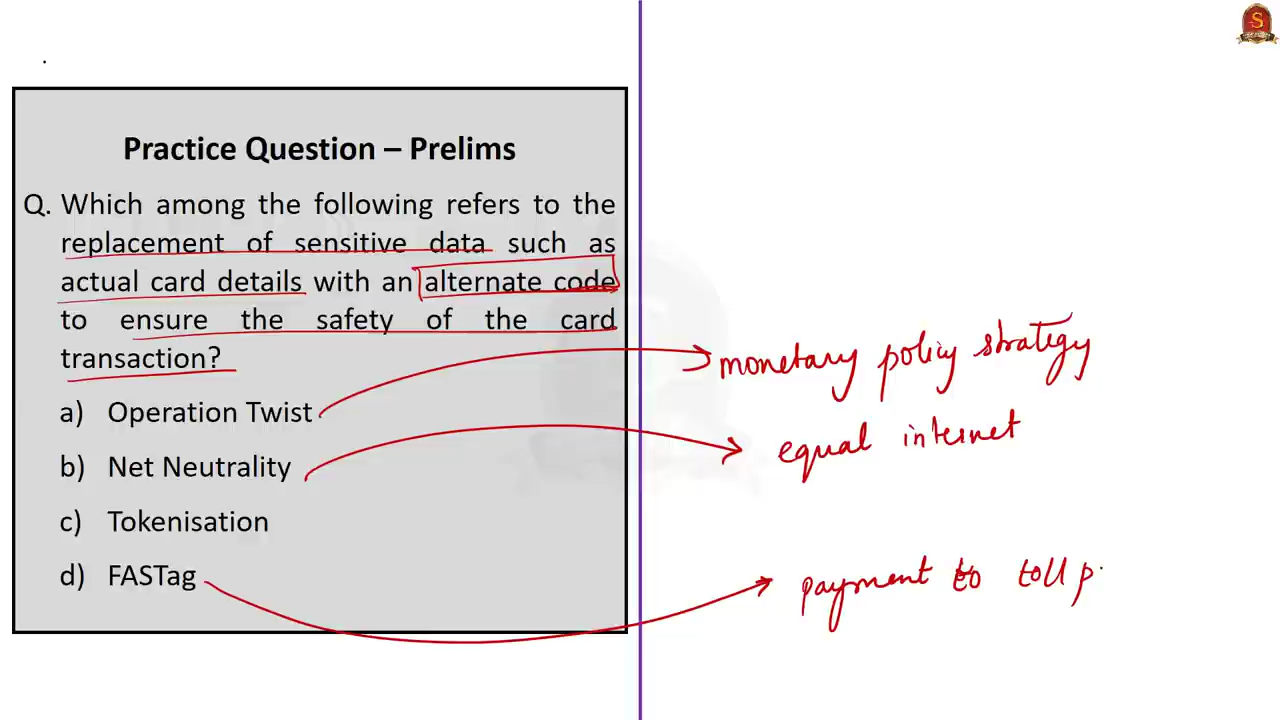 Practice Question – Prelims
Q. Which among the following refers to the
replacement of sensitive data such as
actual card details with an alternate code
to ensure the safety of the card
transaction?
a) Operation Twist
b) Net Neutrality
c) Tokenisation
d) FASTag
monetary policy strategy
equal internet
payment to toll p